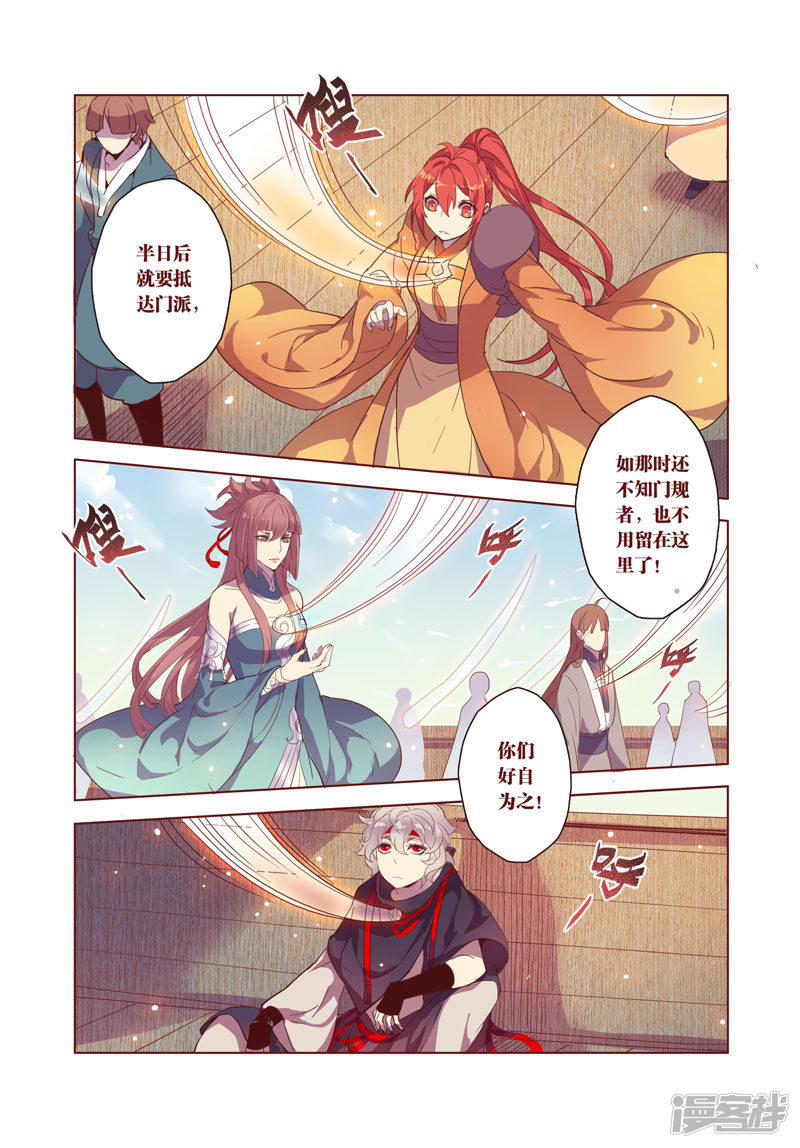 嗖—
半日后
就要抵
达门派，
如那时还
不知门规
者，也不
用留在这
里了！
嗖—
呼—
呼—
你们
好自
为之！
呼—
漫客栈